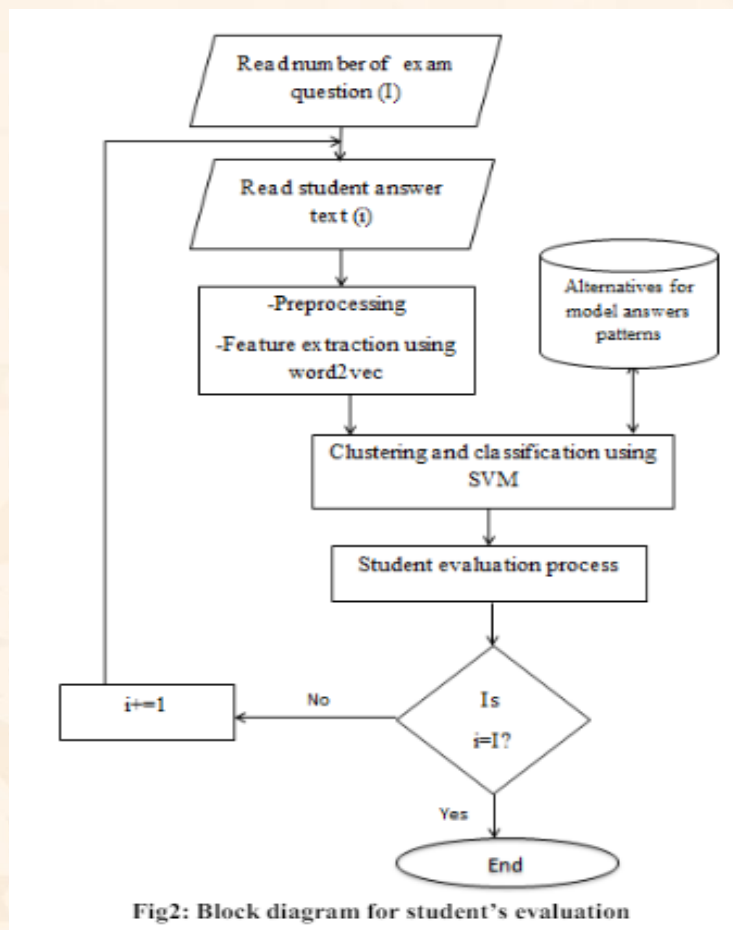 Read number of exam
question (I)
Read student answer
text (i)
-Preprocessing
-Feature extraction using
word2vec
Alternatives for
model answers
patterns
Clustering and classification using
SVM
Student evaluation process
Is
i=I?
No
i+=1
Yes
End
Fig2: Block diagram for student's evaluation